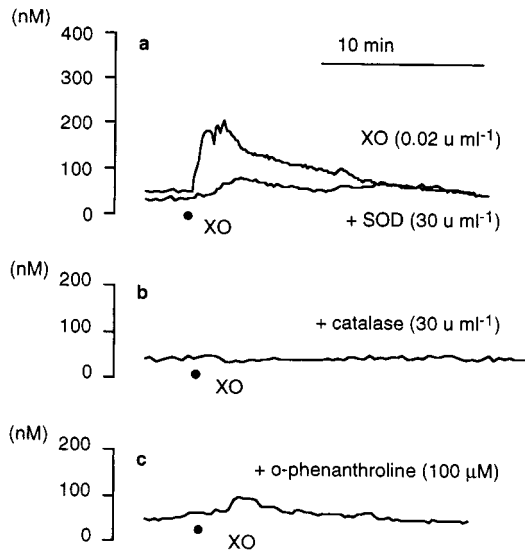 (nM)
400
300
200
100
0
a
10 min
XO (0.02 u ml-1)
XO
+ SOD (30 u ml-1)
(nM)
200
100
0
b
+ catalase (30 u ml-1)
XO
(nM)
200
100
0
c
+ o-phenanthroline (100 μM)
XO